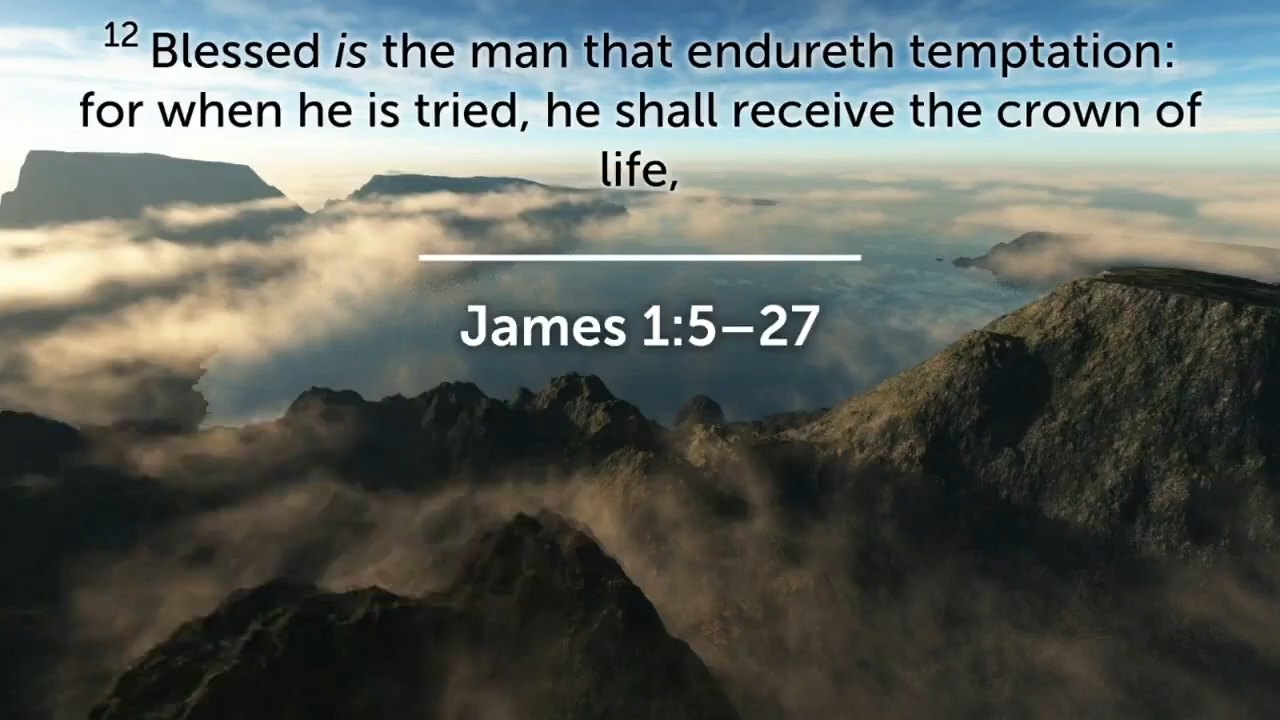 12 Blessed is the man that endureth temptation:
for when he is tried, he shall receive the crown of
life,
James 1:5–27